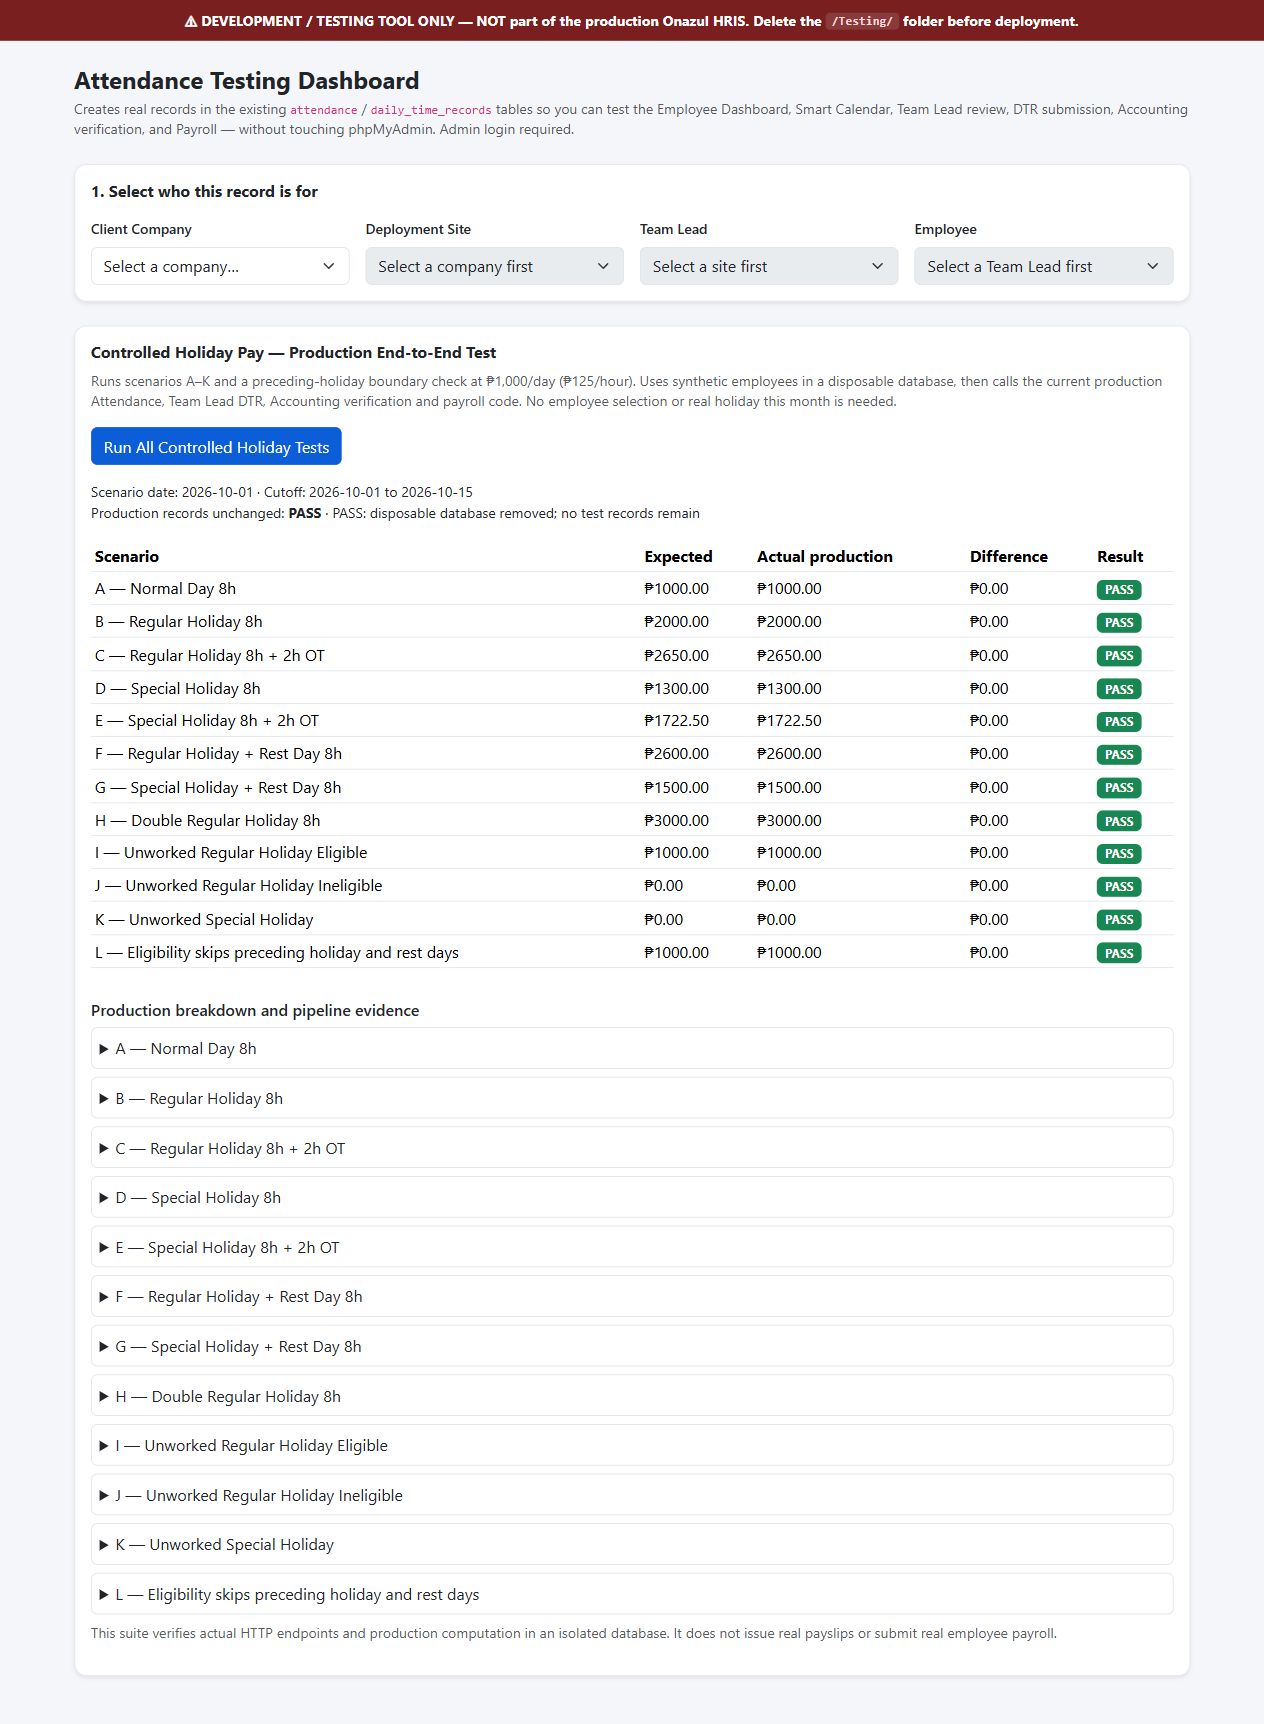 ⚠ DEVELOPMENT / TESTING TOOL ONLY — NOT part of the production Onazul HRIS. Delete the /Testing/ folder before deployment.
Attendance Testing Dashboard
Creates real records in the existing attendance / daily_time_records tables so you can test the Employee Dashboard, Smart Calendar, Team Lead review, DTR submission, Accounting
verification, and Payroll — without touching phpMyAdmin. Admin login required.
1. Select who this record is for
Client Company Deployment Site Team Lead Employee
Select a company... Select a company first Select a site first Select a Team Lead first
Controlled Holiday Pay — Production End-to-End Test
Runs scenarios A–K and a preceding-holiday boundary check at ₱1,000/day (₱125/hour). Uses synthetic employees in a disposable database, then calls the current production
Attendance, Team Lead DTR, Accounting verification and payroll code. No employee selection or real holiday this month is needed.
Run All Controlled Holiday Tests
Scenario date: 2026-10-01 · Cutoff: 2026-10-01 to 2026-10-15
Production records unchanged: PASS · PASS: disposable database removed; no test records remain
Scenario Expected Actual production Difference Result
A — Normal Day 8h ₱1000.00 ₱1000.00 ₱0.00 PASS
B — Regular Holiday 8h ₱2000.00 ₱2000.00 ₱0.00 PASS
C — Regular Holiday 8h + 2h OT ₱2650.00 ₱2650.00 ₱0.00 PASS
D — Special Holiday 8h ₱1300.00 ₱1300.00 ₱0.00 PASS
E — Special Holiday 8h + 2h OT ₱1722.50 ₱1722.50 ₱0.00 PASS
F — Regular Holiday + Rest Day 8h ₱2600.00 ₱2600.00 ₱0.00 PASS
G — Special Holiday + Rest Day 8h ₱1500.00 ₱1500.00 ₱0.00 PASS
H — Double Regular Holiday 8h ₱3000.00 ₱3000.00 ₱0.00 PASS
I — Unworked Regular Holiday Eligible ₱1000.00 ₱1000.00 ₱0.00 PASS
J — Unworked Regular Holiday Ineligible ₱0.00 ₱0.00 ₱0.00 PASS
K — Unworked Special Holiday ₱0.00 ₱0.00 ₱0.00 PASS
L — Eligibility skips preceding holiday and rest days ₱1000.00 ₱1000.00 ₱0.00 PASS
Production breakdown and pipeline evidence
▶ A — Normal Day 8h
▶ B — Regular Holiday 8h
▶ C — Regular Holiday 8h + 2h OT
▶ D — Special Holiday 8h
▶ E — Special Holiday 8h + 2h OT
▶ F — Regular Holiday + Rest Day 8h
▶ G — Special Holiday + Rest Day 8h
▶ H — Double Regular Holiday 8h
▶ I — Unworked Regular Holiday Eligible
▶ J — Unworked Regular Holiday Ineligible
▶ K — Unworked Special Holiday
▶ L — Eligibility skips preceding holiday and rest days
This suite verifies actual HTTP endpoints and production computation in an isolated database. It does not issue real payslips or submit real employee payroll.